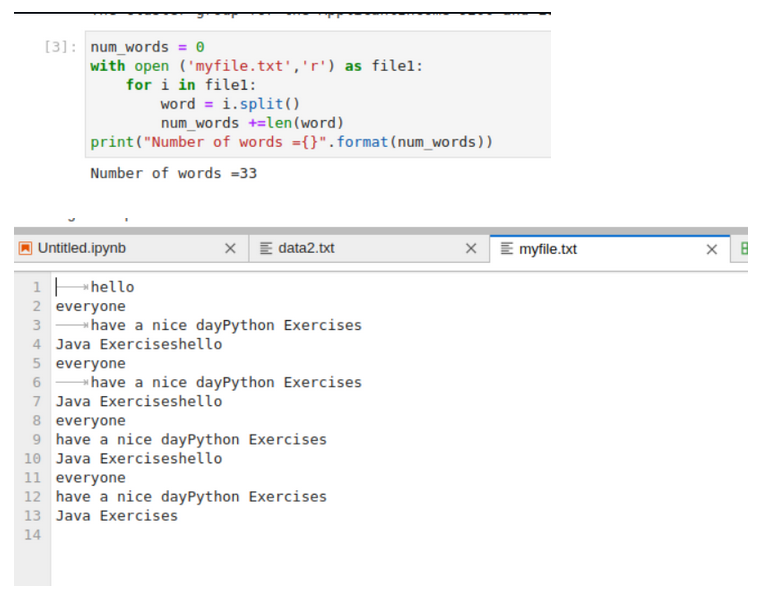 [3]:
num_words = 0
with open ('myfile.txt','r') as file1:
    for i in file1:
        word = i.split()
        num_words +=len(word)
print("Number of words ={}".format(num_words))
Number of words =33
Untitled.ipynb
data2.txt
myfile.txt
1 hello
2 everyone
3 have a nice dayPython Exercises
4 Java Exerciseshello
5 everyone
6 have a nice dayPython Exercises
7 Java Exerciseshello
8 everyone
9 have a nice dayPython Exercises
10 Java Exerciseshello
11 everyone
12 have a nice dayPython Exercises
13 Java Exercises
14